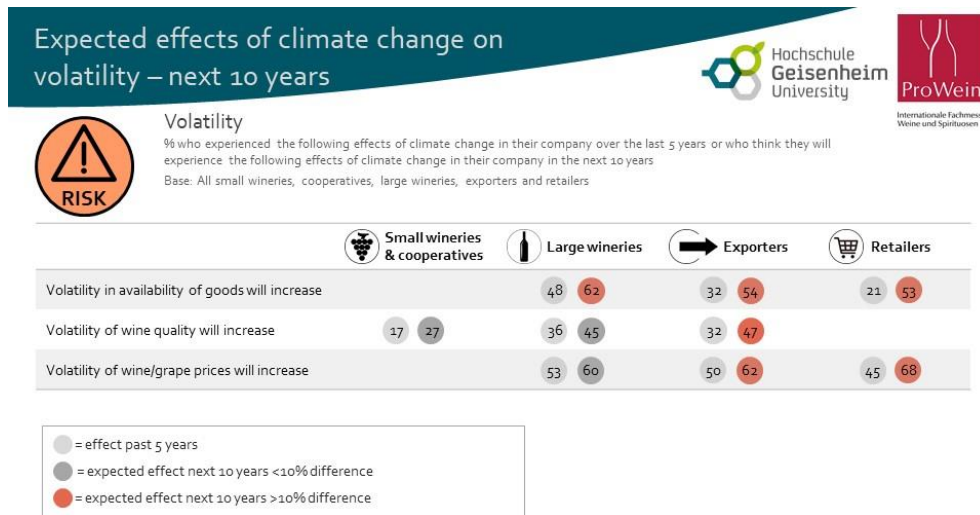 Expected effects of climate change on
volatility – next 10 years
Hochschule
Geisenheim
University
ProWein
Internationale Fachmess
Weine und Spirituosen
RISK
Volatility
% who experienced the following effects of climate change in their company over the last 5 years or who think they will
experience the following effects of climate change in their company in the next 10 years
Base: All small wineries, cooperatives, large wineries, exporters and retailers
Small wineries
& cooperatives
Large wineries
Exporters
Retailers
Volatility in availability of goods will increase 48 62 32 54 21 53
Volatility of wine quality will increase 17 27 36 45 32 47
Volatility of wine/grape prices will increase 53 60 50 62 45 68
= effect past 5 years
= expected effect next 10 years <10% difference
= expected effect next 10 years >10% difference